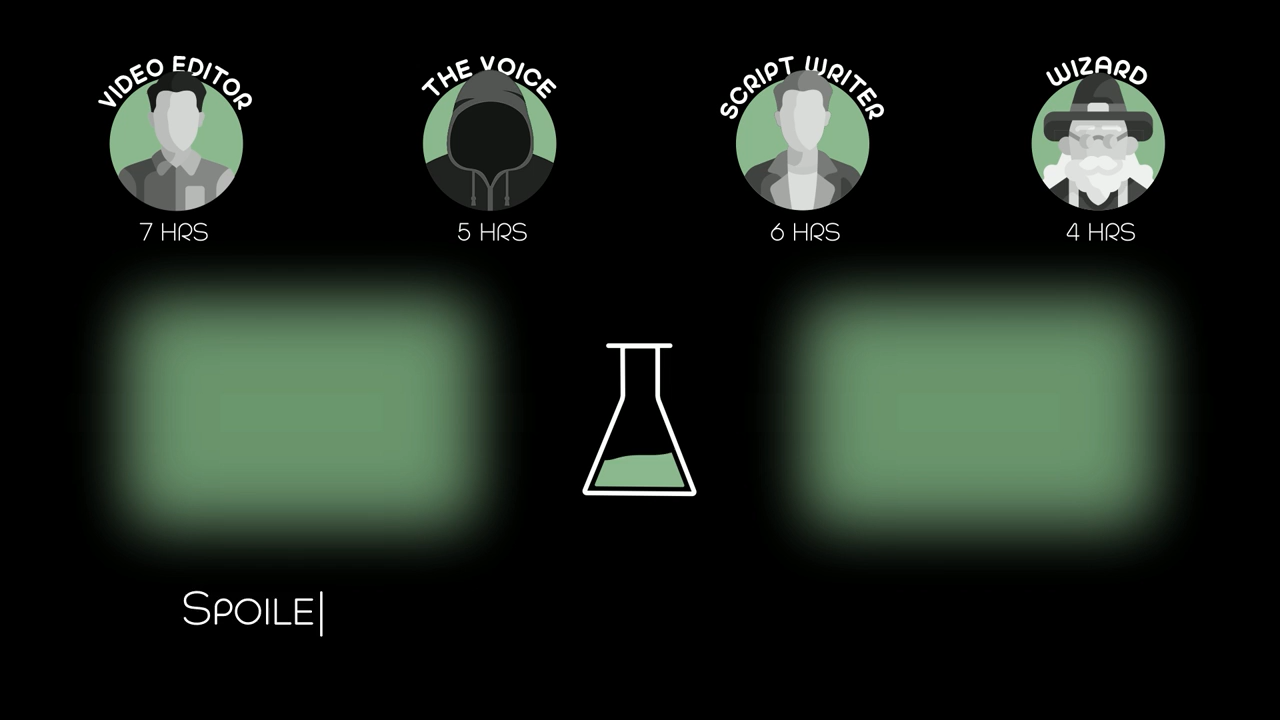 VIDEO EDITOR
THE VOICE
SCRIPT WRITER
WIZARD
7 HRS
5 HRS
6 HRS
4 HRS
SPOILE